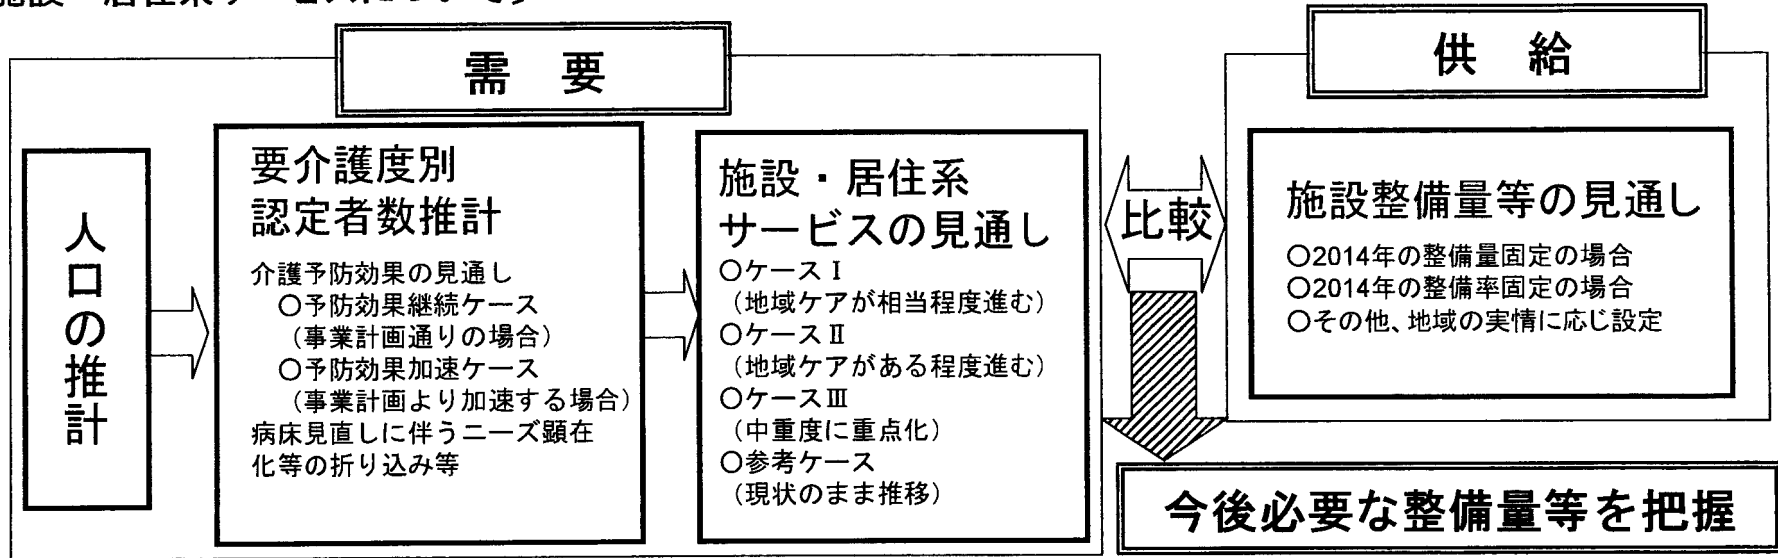 需 要
供 給
人口の推計
要介護度別
認定者数推計
介護予防効果の見通し
○予防効果継続ケース
（事業計画通りの場合）
○予防効果加速ケース
（事業計画より加速する場合）
病床見直しに伴うニーズ顕在
化等の折り込み等
施設・居住系
サービスの見通し
○ケースⅠ
（地域ケアが相当程度進む）
○ケースⅡ
（地域ケアがある程度進む）
○ケースⅢ
（中重度に重点化）
○参考ケース
（現状のまま推移）
比較
施設整備量等の見通し
○2014年の整備量固定の場合
○2014年の整備率固定の場合
○その他、地域の実情に応じ設定
今後必要な整備量等を把握